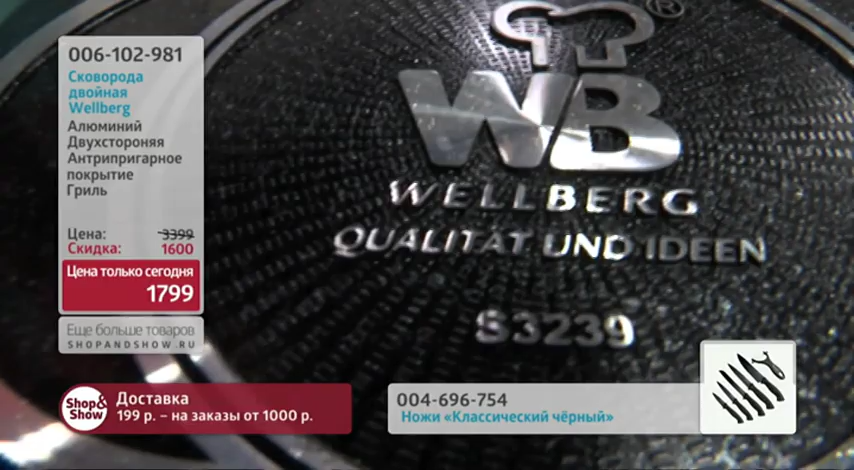 006-102-981
Сковорода
двойная
Wellberg
Алюминий
Двухстороняя
Антрипригарное
покрытие
Гриль
Цена: 3399
Скидка: 1600
Цена только сегодня
1799
Еще больше товаров
SHOPANDSHOW.RU
®
WB
WELLBERG
QUALITÄT UND IDEEN
S3239
Shop&
Show
Доставка
199 р. – на заказы от 1000 р.
004-696-754
Ножи «Классический чёрный»